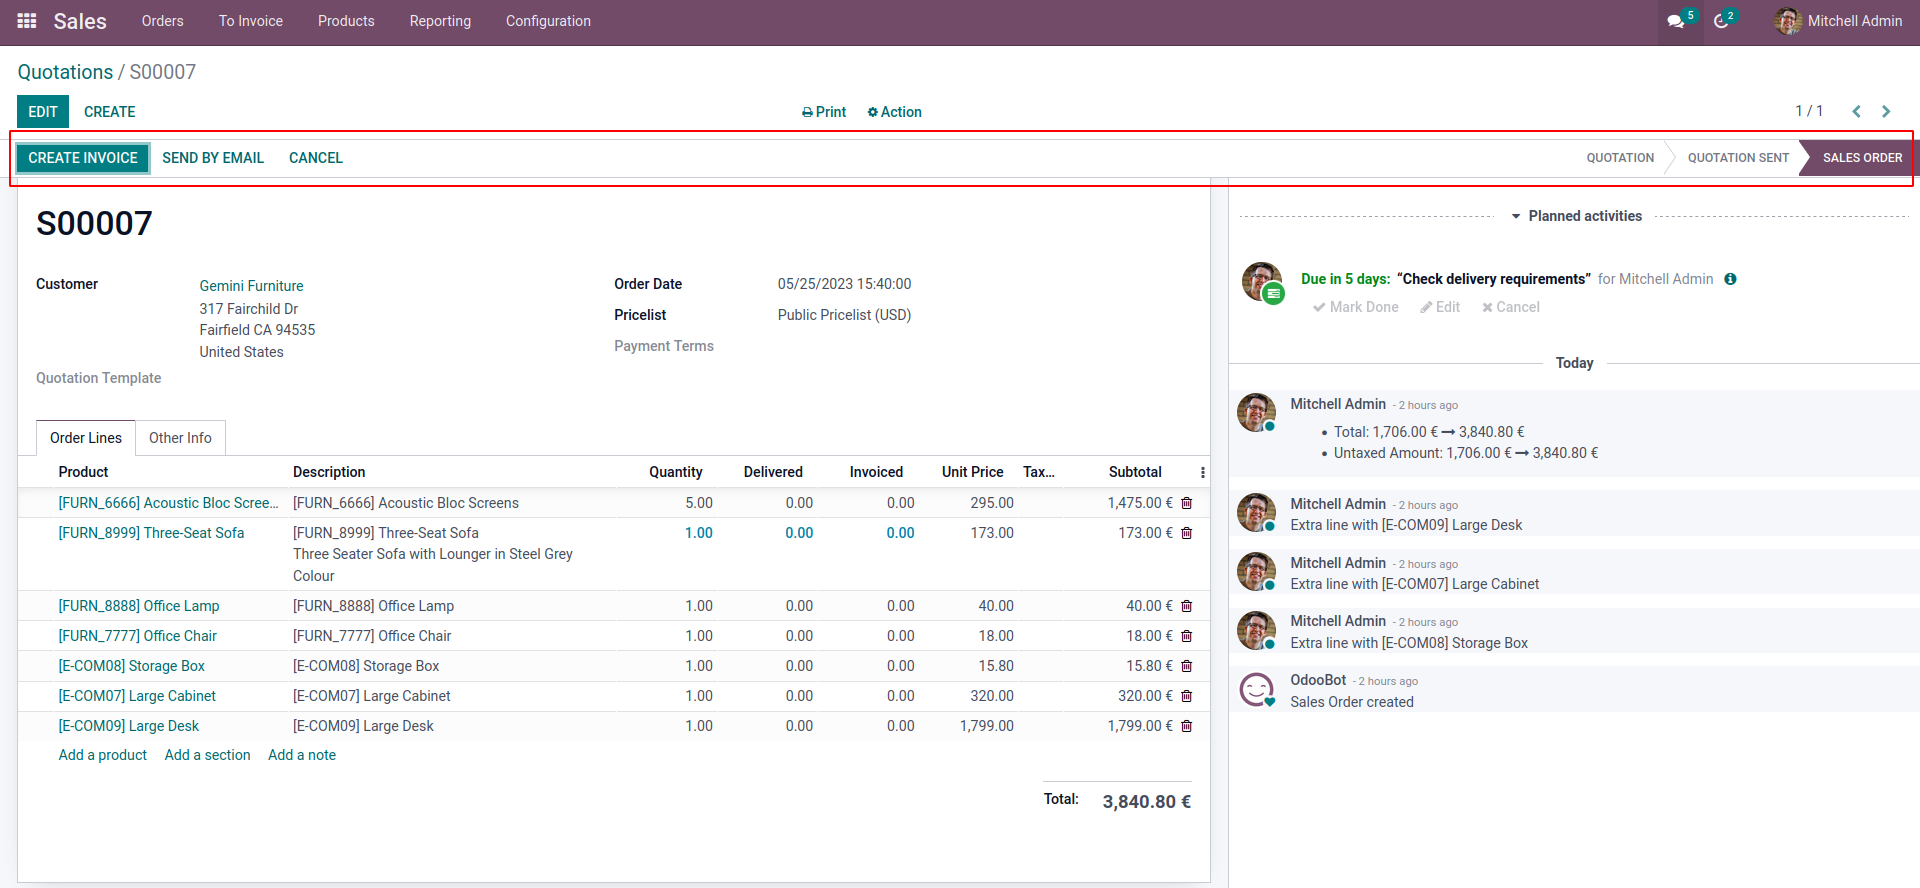 Sales Orders To Invoice Products Reporting Configuration 5 2 Mitchell Admin
Quotations / S00007
EDIT CREATE Print Action 1 / 1
CREATE INVOICE SEND BY EMAIL CANCEL QUOTATION QUOTATION SENT SALES ORDER
S00007
Customer
Gemini Furniture
317 Fairchild Dr
Fairfield CA 94535
United States
Quotation Template
Order Date 05/25/2023 15:40:00
Pricelist Public Pricelist (USD)
Payment Terms
Order Lines Other Info
Product Description Quantity Delivered Invoiced Unit Price Tax... Subtotal
[FURN_6666] Acoustic Bloc Scree... [FURN_6666] Acoustic Bloc Screens 5.00 0.00 0.00 295.00 1,475.00 €
[FURN_8999] Three-Seat Sofa [FURN_8999] Three-Seat Sofa 1.00 0.00 0.00 173.00 173.00 €
Three Seater Sofa with Lounger in Steel Grey
Colour
[FURN_8888] Office Lamp [FURN_8888] Office Lamp 1.00 0.00 0.00 40.00 40.00 €
[FURN_7777] Office Chair [FURN_7777] Office Chair 1.00 0.00 0.00 18.00 18.00 €
[E-COM08] Storage Box [E-COM08] Storage Box 1.00 0.00 0.00 15.80 15.80 €
[E-COM07] Large Cabinet [E-COM07] Large Cabinet 1.00 0.00 0.00 320.00 320.00 €
[E-COM09] Large Desk [E-COM09] Large Desk 1.00 0.00 0.00 1,799.00 1,799.00 €
Add a product Add a section Add a note
Total: 3,840.80 €
Planned activities
Due in 5 days: “Check delivery requirements” for Mitchell Admin
Mark Done Edit Cancel
Today
Mitchell Admin - 2 hours ago
• Total: 1,706.00 € → 3,840.80 €
• Untaxed Amount: 1,706.00 € → 3,840.80 €
Mitchell Admin - 2 hours ago
Extra line with [E-COM09] Large Desk
Mitchell Admin - 2 hours ago
Extra line with [E-COM07] Large Cabinet
Mitchell Admin - 2 hours ago
Extra line with [E-COM08] Storage Box
OdooBot - 2 hours ago
Sales Order created